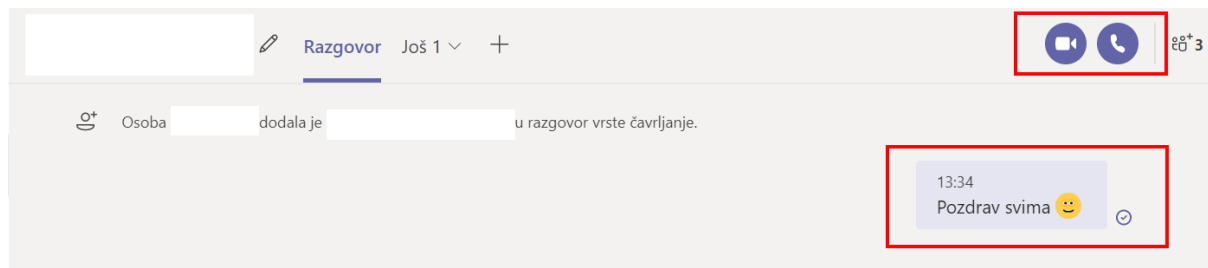 Razgovor Još 1 3
Osoba dodala je u razgovor vrste čavrljanje.
13:34
Pozdrav svima